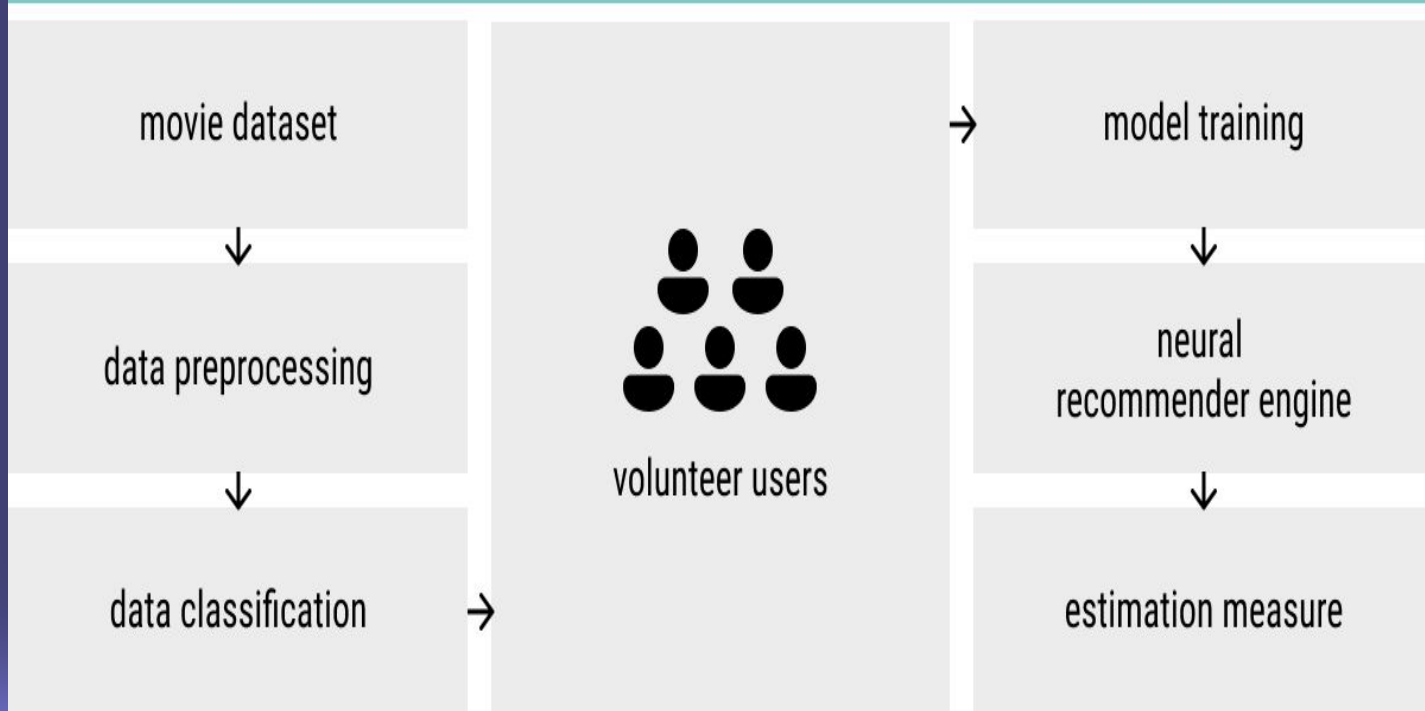 movie dataset
data preprocessing
data classification
volunteer users
model training
neural
recommender engine
estimation measure